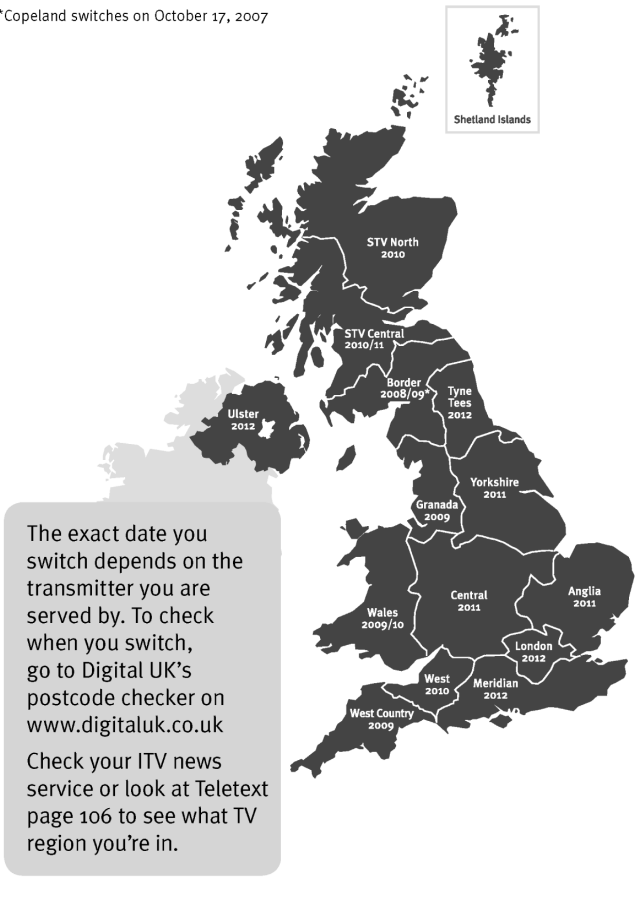 *Copeland switches on October 17, 2007
Shetland Islands
STV North
2010
STV Central
2010/11
Border
2008/09*
Tyne
Tees
2012
Ulster
2012
Yorkshire
2011
Granada
2009
Central
2011
Anglia
2011
Wales
2009/10
London
2012
West
2010
Meridian
2012
West Country
2009
The exact date you
switch depends on the
transmitter you are
served by. To check
when you switch,
go to Digital UK’s
postcode checker on
www.digitaluk.co.uk
Check your ITV news
service or look at Teletext
page 106 to see what TV
region you’re in.